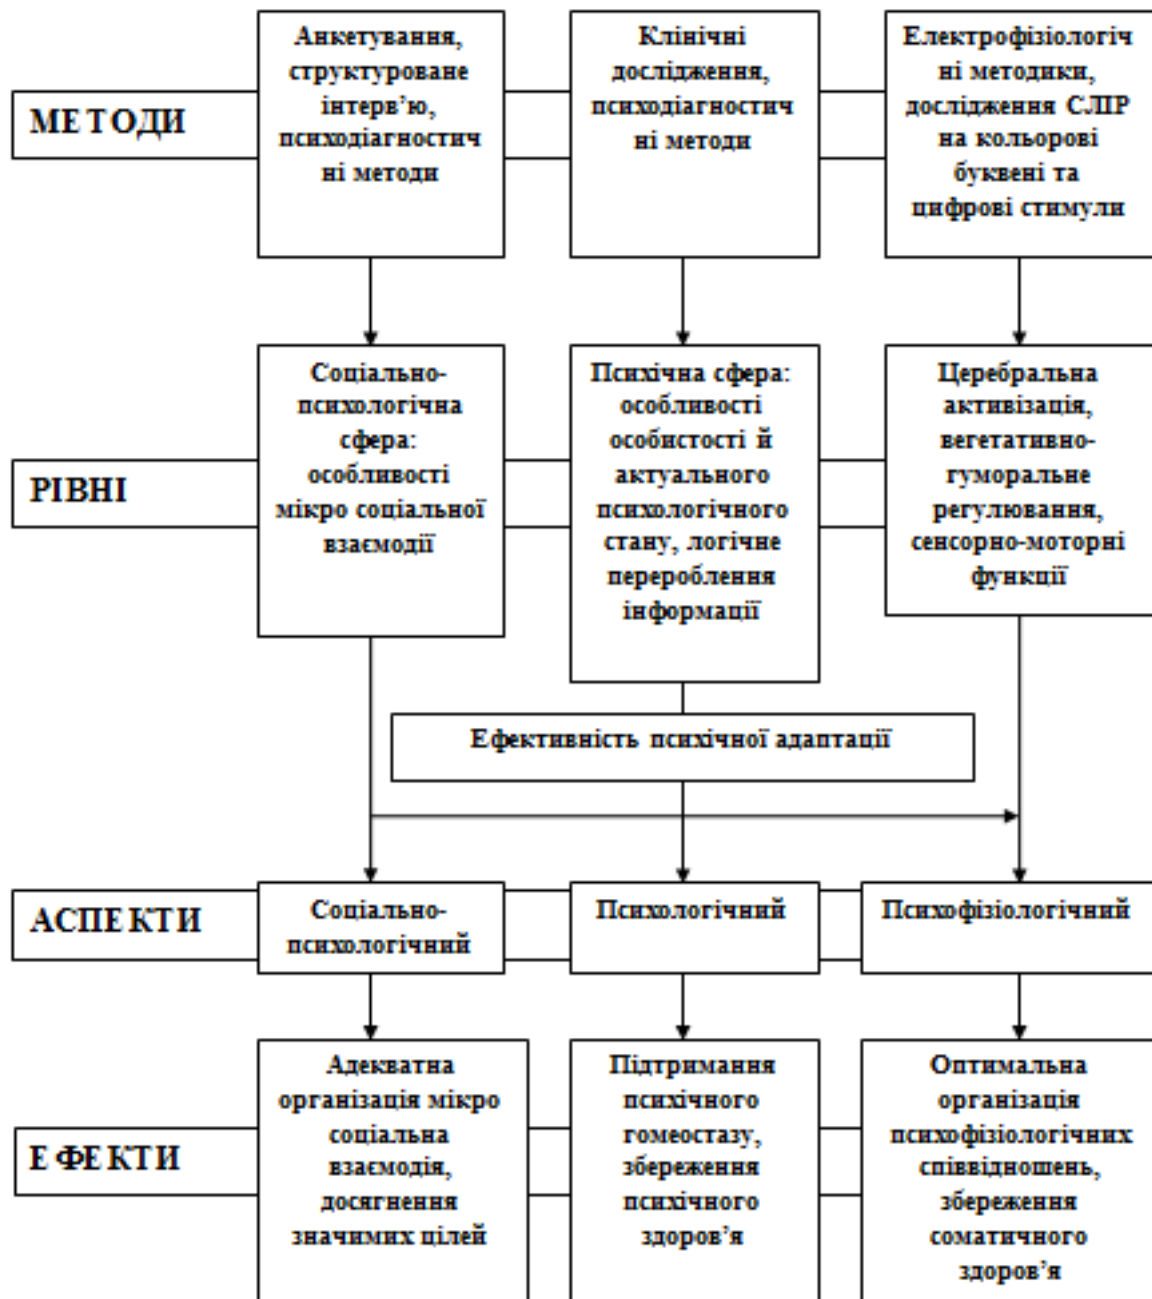 МЕТОДИ
Анкетування,
структуроване
інтерв’ю,
психодіагностич
ні методи
Клінічні
дослідження,
психодіагностич
ні методи
Електрофізіологіч
ні методики,
дослідження СЛІР
на кольорові
буквені та
цифрові стимули
РІВНІ
Соціально-
психологічна
сфера:
особливості
мікро соціальної
взаємодії
Психічна сфера:
особливості
особистості й
актуального
психологічного
стану, логічне
перероблення
інформації
Церебральна
активізація,
вегетативно-
гуморальне
регулювання,
сенсорно-моторні
функції
Ефективність психічної адаптації
АСПЕКТИ
Соціально-
психологічний
Психологічний
Психофізіологічний
ЕФЕКТИ
Адекватна
організація мікро
соціальна
взаємодія,
досягнення
значимих цілей
Підтримання
психічного
гомеостазу,
збереження
психічного
здоров’я
Оптимальна
організація
психофізіологічних
співвідношень,
збереження
соматичного
здоров’я